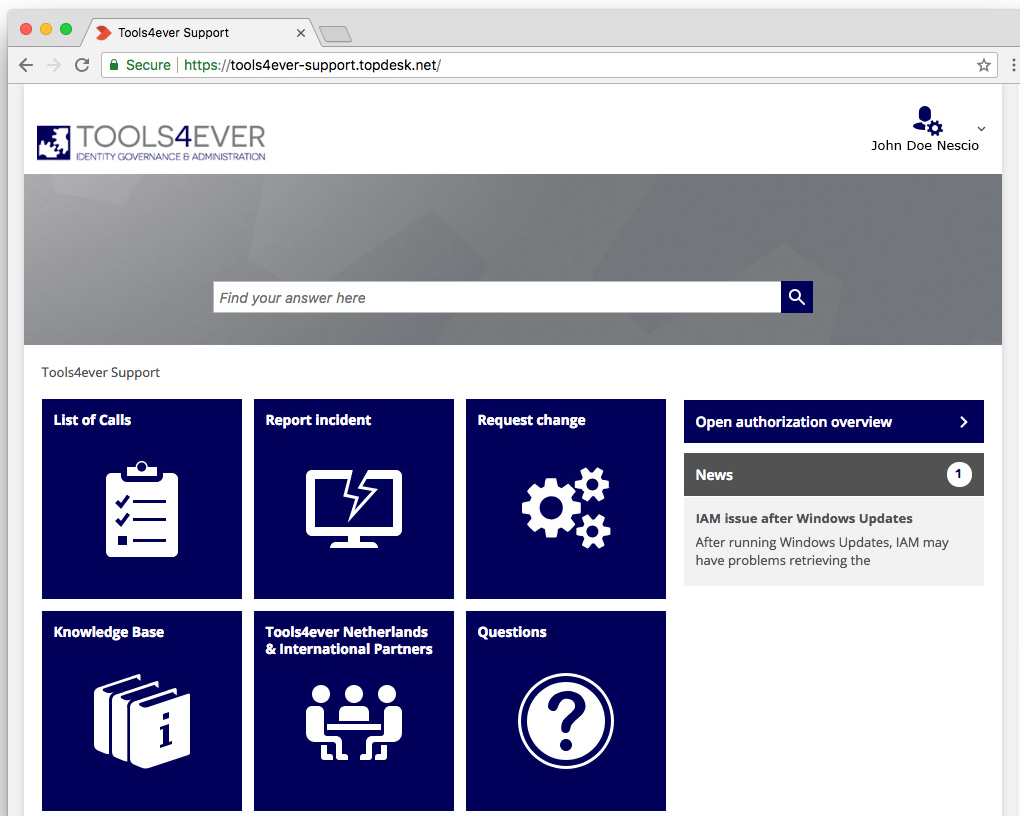 Tools4ever Support
Secure
https://tools4ever-support.topdesk.net/
TOOLS4EVER
IDENTITY GOVERNANCE & ADMINISTRATION
John Doe Nescio
Find your answer here
Tools4ever Support
List of Calls
Report incident
Request change
Open authorization overview
News
1
IAM issue after Windows Updates
After running Windows Updates, IAM may
have problems retrieving the
Knowledge Base
Tools4ever Netherlands
& International Partners
Questions
i
?